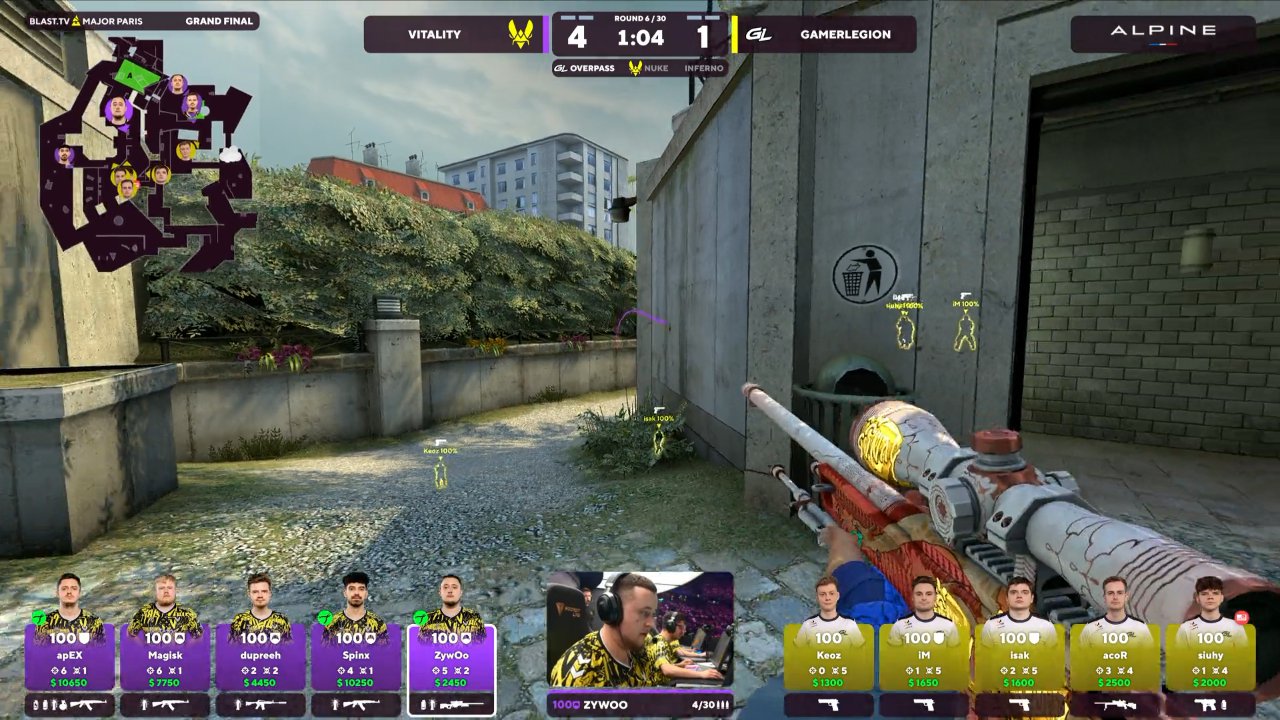 BLAST.TV MAJOR PARIS GRAND FINAL
VITALITY
4
ROUND 6 / 30
1:04
1
GL GAMERLEGION
ALPINE
GL OVERPASS NUKE INFERNO
A
iM 100%
isak 100%
Keoz 100%
100 100 100 100 100
apEX Magisk dupreeh Spinx ZywOo
6 1 6 1 2 2 4 1 5 2
$10650 $7750 $4450 $10250 $2450
100 ZYWOO 4/30
100 100 100 100 100
Keoz iM isak acoR siuhy
0 5 1 5 2 5 3 4 1 4
$1300 $1650 $1600 $2500 $2000